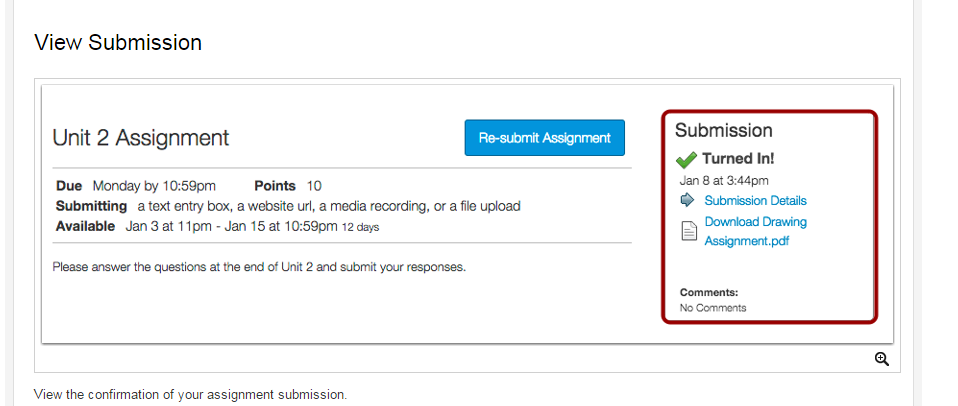 View Submission
Unit 2 Assignment
Re-submit Assignment
Due Monday by 10:59pm Points 10
Submitting a text entry box, a website url, a media recording, or a file upload
Available Jan 3 at 11pm - Jan 15 at 10:59pm 12 days
Please answer the questions at the end of Unit 2 and submit your responses.
Submission
Turned In!
Jan 8 at 3:44pm
Submission Details
Download Drawing
Assignment.pdf
Comments:
No Comments
View the confirmation of your assignment submission.